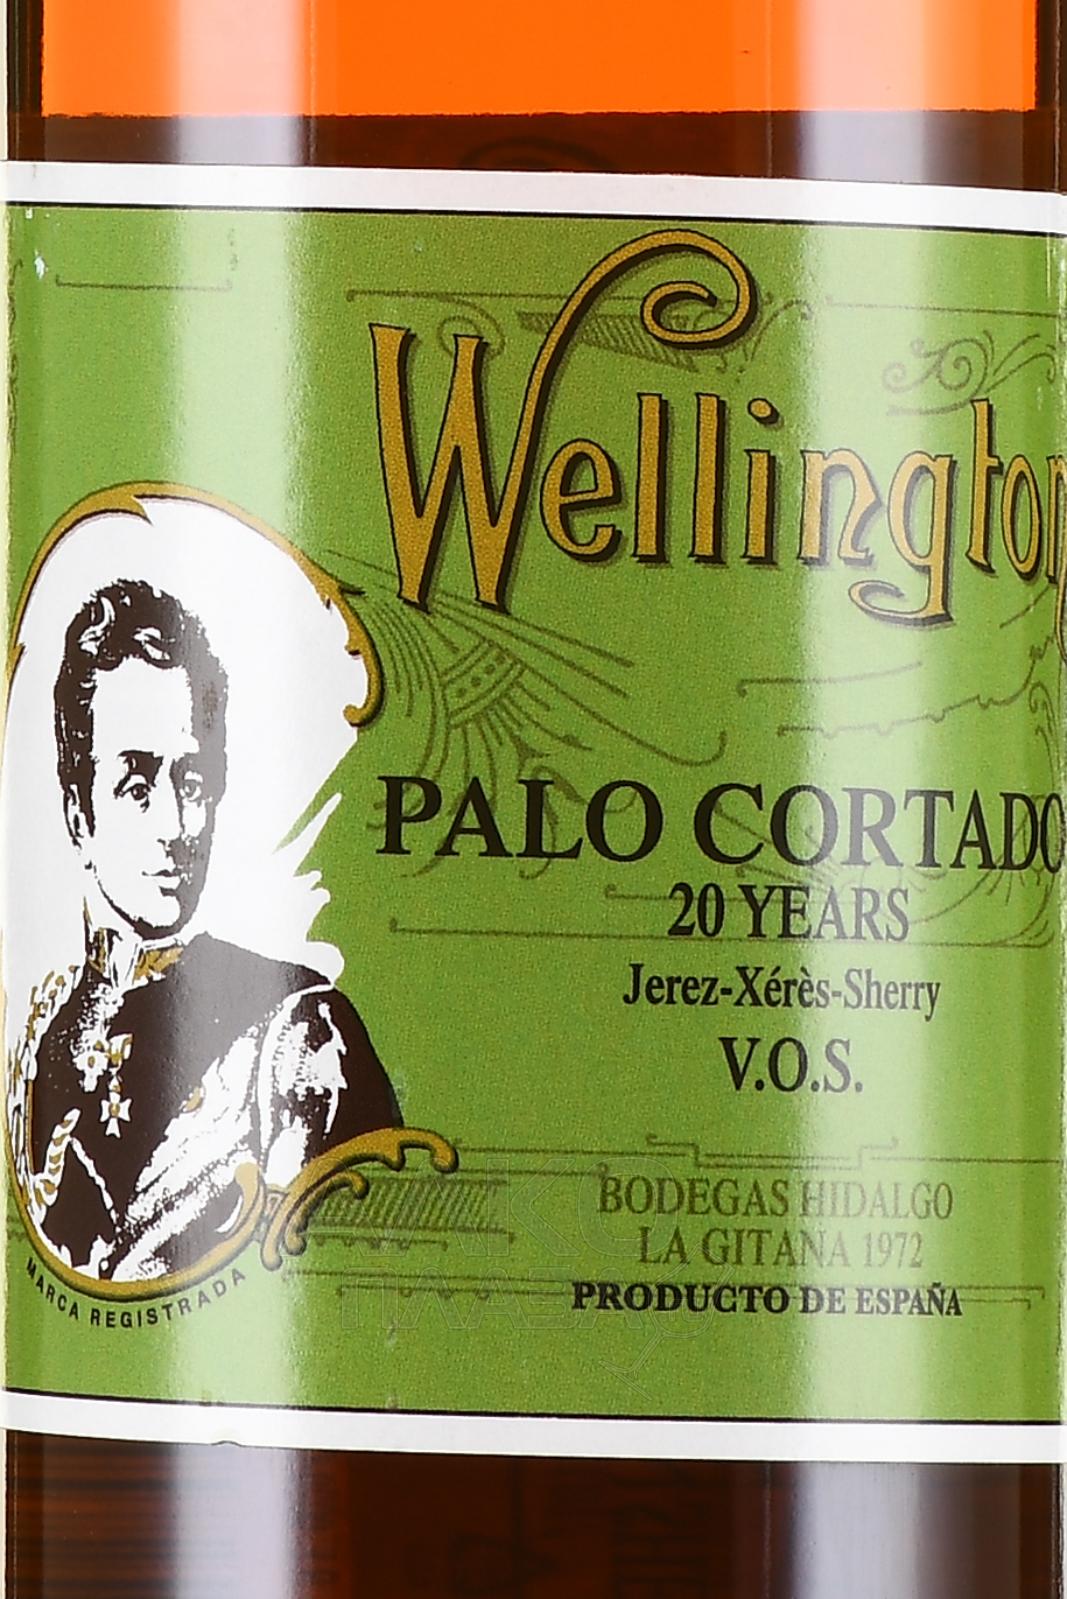 Wellington
PALO CORTADO
20 YEARS
Jerez-Xérès-Sherry
V.O.S.
BODEGAS HIDALGO
LA GITANA 1972
PRODUCTO DE ESPAÑA
MARCA REGISTRADA